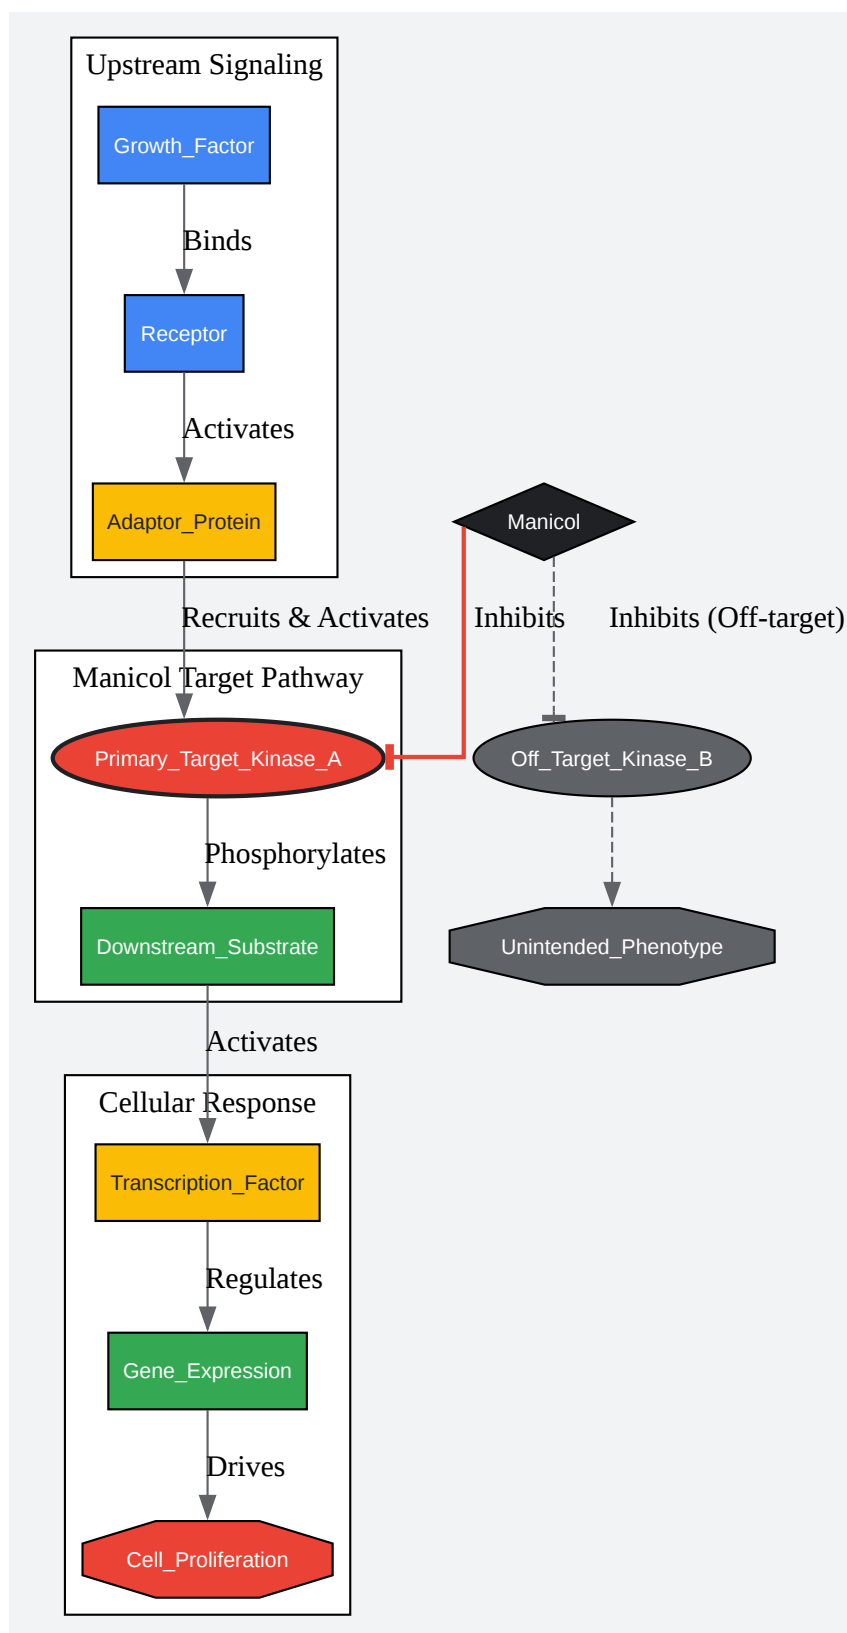 Upstream Signaling
Growth_Factor
Binds
Receptor
Activates
Adaptor_Protein
Manicol
Recruits & Activates
Inhibits
Inhibits (Off-target)
Manicol Target Pathway
Primary_Target_Kinase_A
Off_Target_Kinase_B
Phosphorylates
Downstream_Substrate
Unintended_Phenotype
Activates
Cellular Response
Transcription_Factor
Regulates
Gene_Expression
Drives
Cell_Proliferation